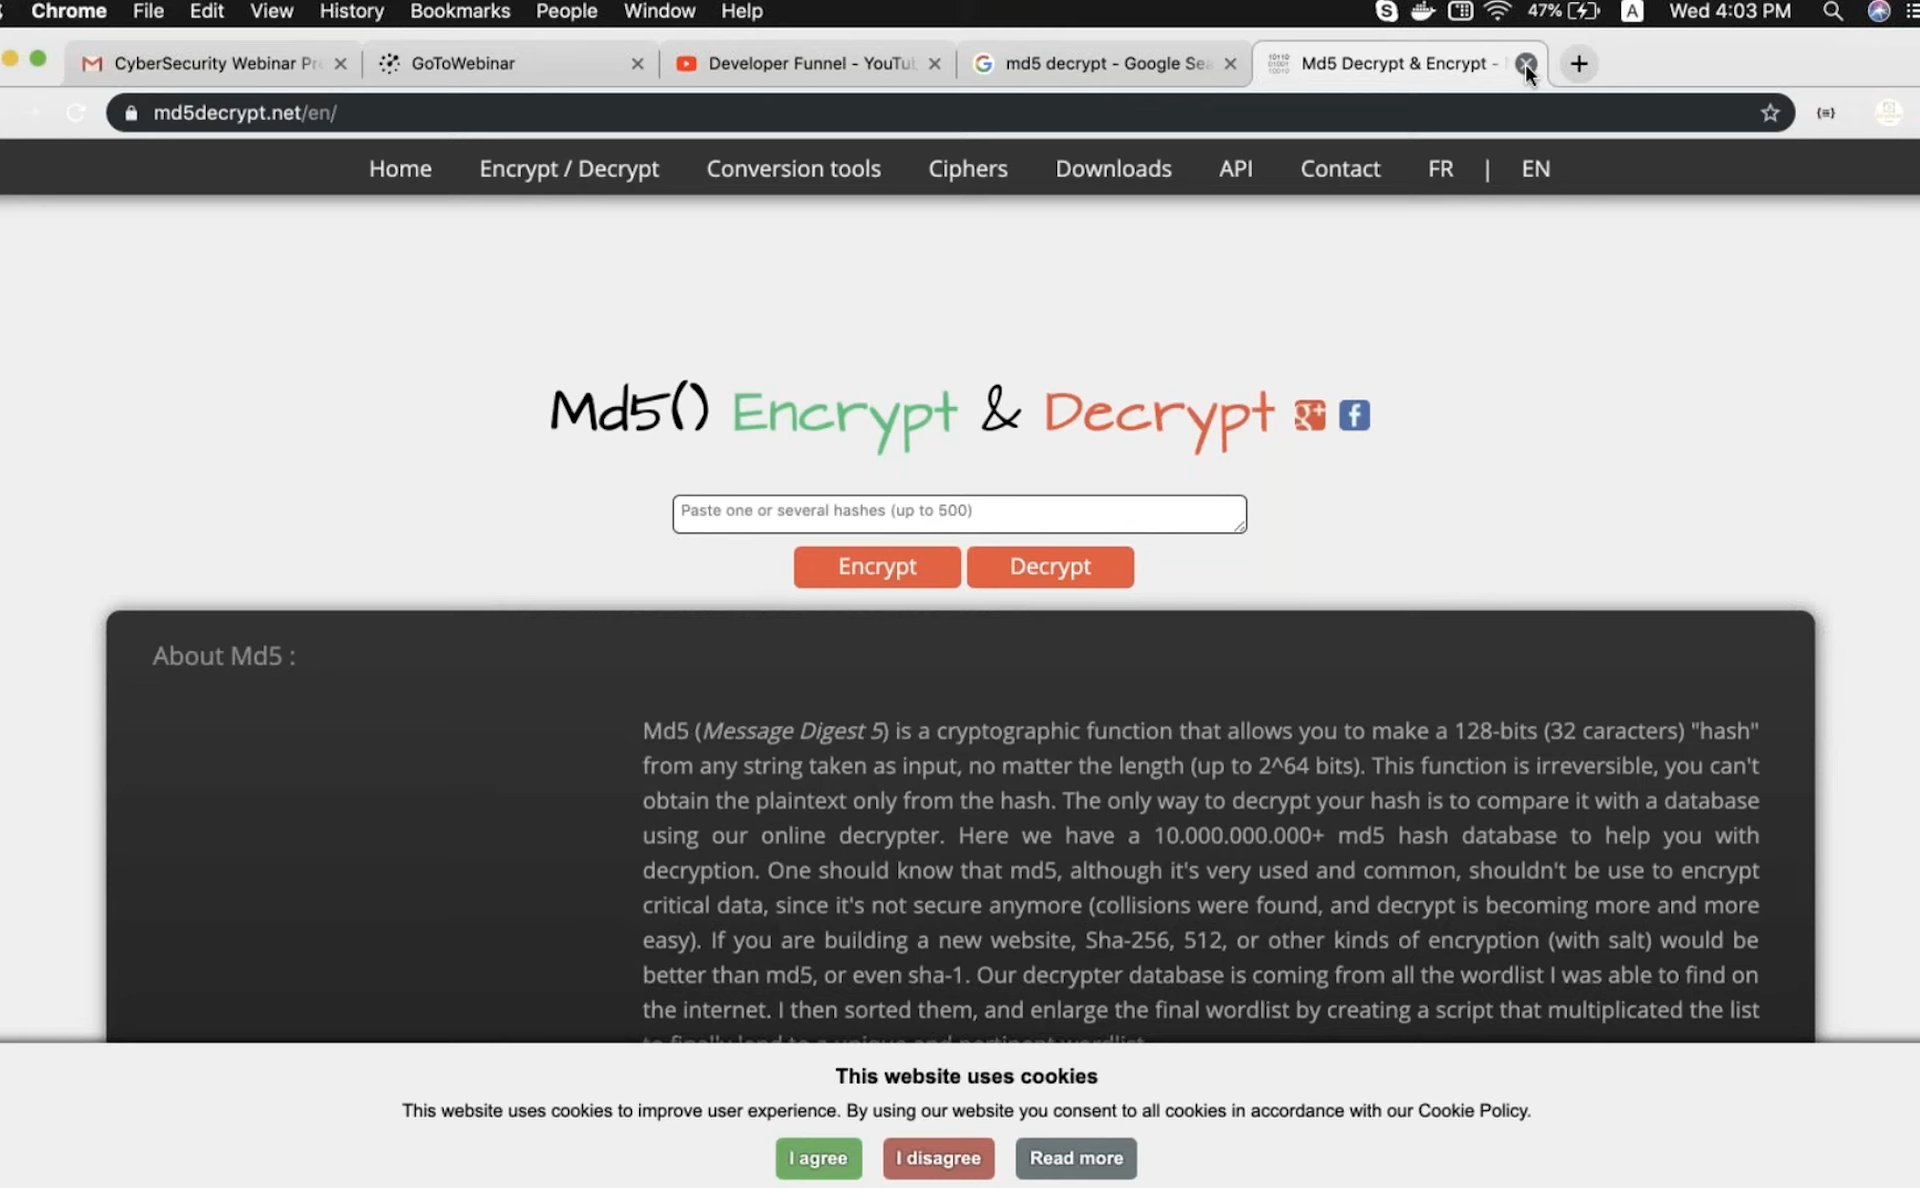 Chrome File Edit View History Bookmarks People Window Help 47% A Wed 4:03 PM
CyberSecurity Webinar Pr GoToWebinar Developer Funnel - YouTu md5 decrypt - Google Sea Md5 Decrypt & Encrypt -
md5decrypt.net/en/
Home Encrypt / Decrypt Conversion tools Ciphers Downloads API Contact FR | EN
Md5() Encrypt & Decrypt g+ f
Paste one or several hashes (up to 500)
Encrypt Decrypt
About Md5 :
Md5 (Message Digest 5) is a cryptographic function that allows you to make a 128-bits (32 caracters) "hash"
from any string taken as input, no matter the length (up to 2^64 bits). This function is irreversible, you can't
obtain the plaintext only from the hash. The only way to decrypt your hash is to compare it with a database
using our online decrypter. Here we have a 10.000.000.000+ md5 hash database to help you with
decryption. One should know that md5, although it's very used and common, shouldn't be use to encrypt
critical data, since it's not secure anymore (collisions were found, and decrypt is becoming more and more
easy). If you are building a new website, Sha-256, 512, or other kinds of encryption (with salt) would be
better than md5, or even sha-1. Our decrypter database is coming from all the wordlist I was able to find on
the internet. I then sorted them, and enlarge the final wordlist by creating a script that multiplicated the list
This website uses cookies
This website uses cookies to improve user experience. By using our website you consent to all cookies in accordance with our Cookie Policy.
I agree I disagree Read more